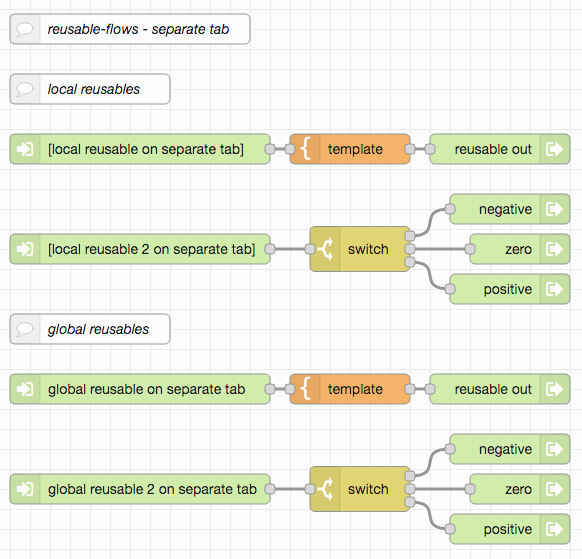 reusable-flows - separate tab
local reusables
[local reusable on separate tab]
template
reusable out
negative
[local reusable 2 on separate tab]
switch
zero
positive
global reusables
global reusable on separate tab
template
reusable out
negative
global reusable 2 on separate tab
switch
zero
positive